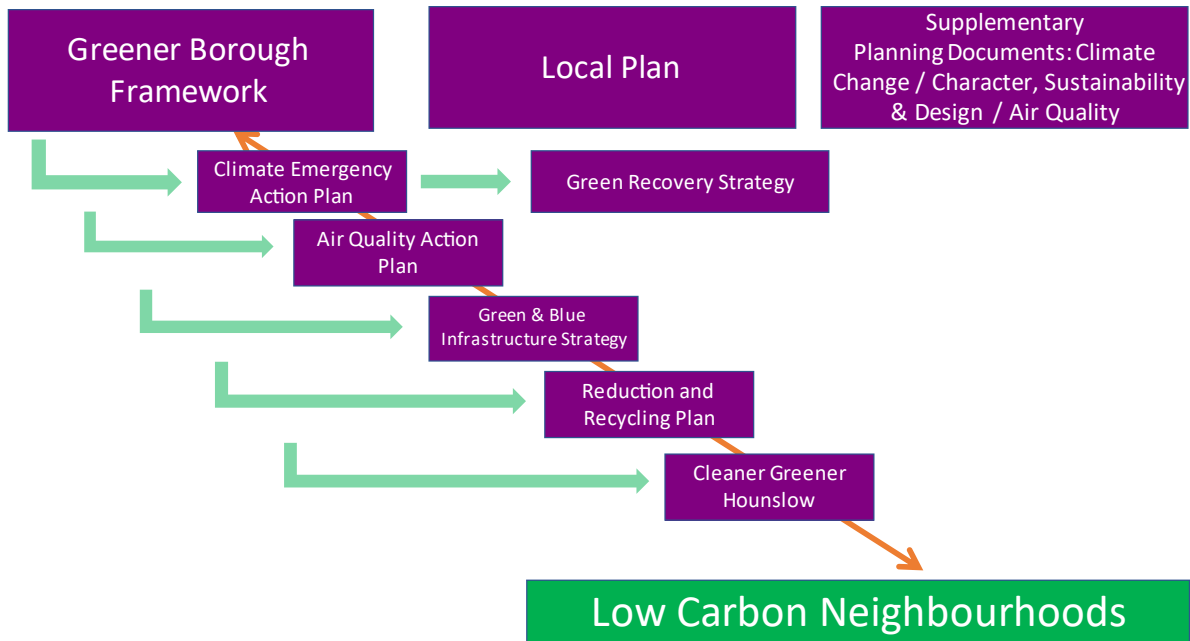 Greener Borough
Framework
Local Plan
Supplementary
Planning Documents: Climate
Change / Character, Sustainability
& Design / Air Quality
Climate Emergency
Action Plan
Green Recovery Strategy
Air Quality Action
Plan
Green & Blue
Infrastructure Strategy
Reduction and
Recycling Plan
Cleaner Greener
Hounslow
Low Carbon Neighbourhoods